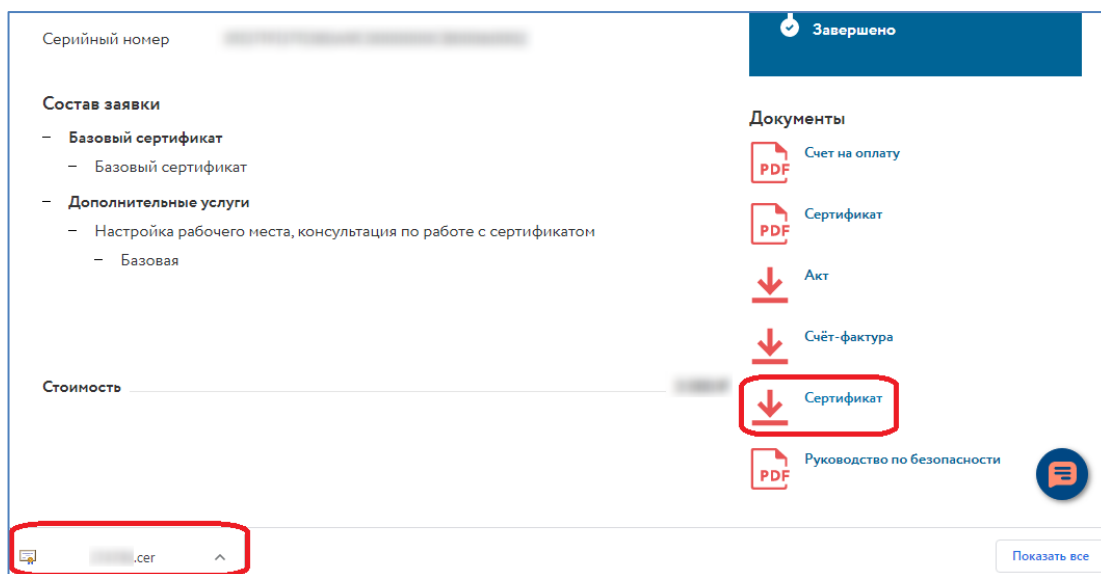 Серийный номер
Завершено
Состав заявки
– Базовый сертификат
– Базовый сертификат
– Дополнительные услуги
– Настройка рабочего места, консультация по работе с сертификатом
– Базовая
Стоимость
Документы
PDF Счет на оплату
PDF Сертификат
Акт
Счёт-фактура
Сертификат
PDF Руководство по безопасности
.cer
Показать все